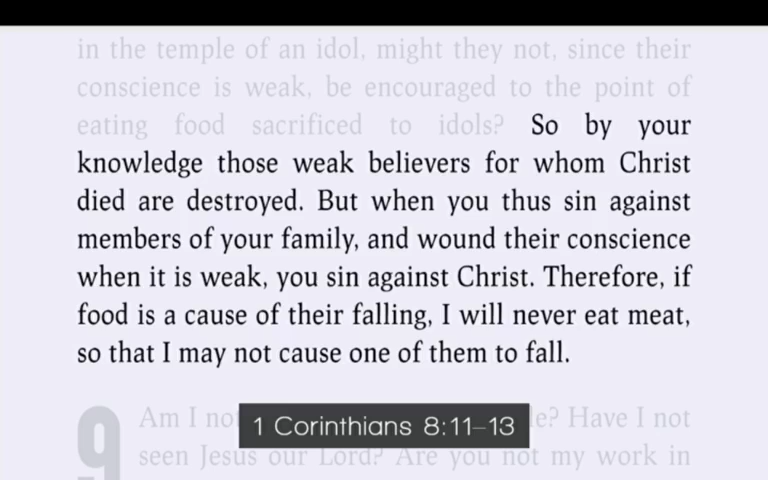 in the temple of an idol, might they not, since their
conscience is weak, be encouraged to the point of
eating food sacrificed to idols? So by your
knowledge those weak believers for whom Christ
died are destroyed. But when you thus sin against
members of your family, and wound their conscience
when it is weak, you sin against Christ. Therefore, if
food is a cause of their falling, I will never eat meat,
so that I may not cause one of them to fall.
9
Am I Have I not
1 Corinthians 8:11–13
seen Jesus our Lord? Are you not my work in